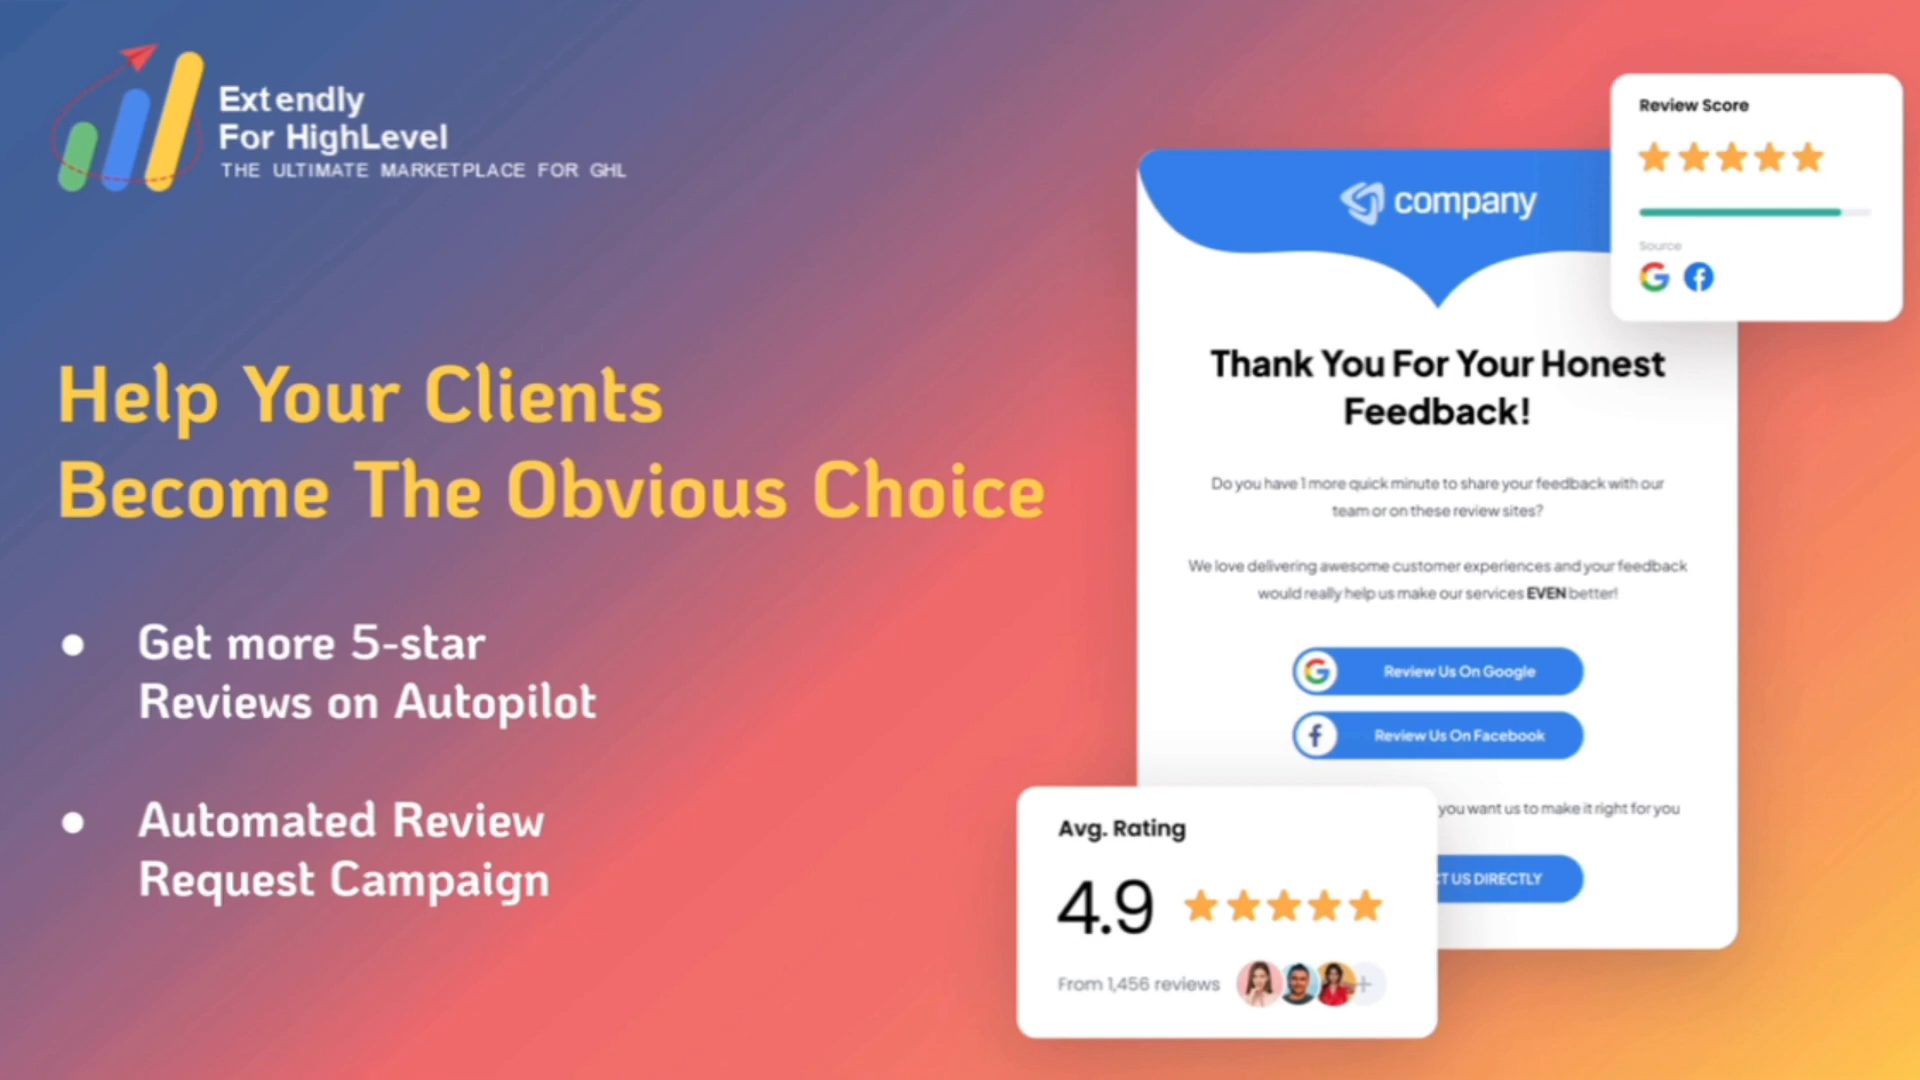 Extendly
For HighLevel
THE ULTIMATE MARKETPLACE FOR GHL
Help Your Clients
Become The Obvious Choice
● Get more 5-star
Reviews on Autopilot
● Automated Review
Request Campaign
Review Score
Source
company
Thank You For Your Honest
Feedback!
Do you have 1 more quick minute to share your feedback with our
team or on these review sites?
We love delivering awesome customer experiences and your feedback
would really help us make our services EVEN better!
Review Us On Google
Review Us On Facebook
you want us to make it right for you
US DIRECTLY
Avg. Rating
4.9
From 1,456 reviews
+